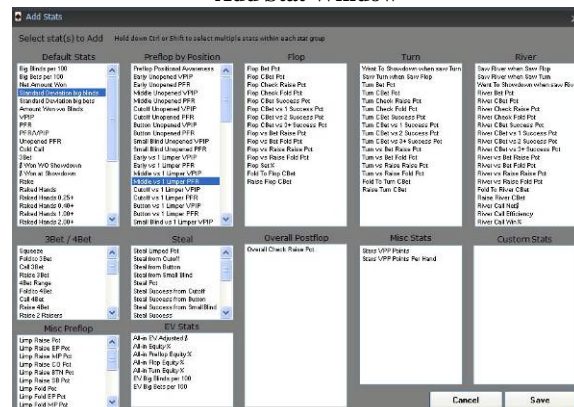 Add Stat Window
Add Stats
Select stat(s) to Add
Hold down Ctrl or Shift to select multiple stats within each stat group
Default Stats
Big Blinds per 100
Big Bets per 100
Net Amount Won
Standard Deviation big blinds
Standard Deviation big bets
Amount Won w/o Blinds
VPIP
PFR
PFR/VPIP
Unopened PFR
Cold Call
3Bet
$ Won W/O Showdown
$ Won at Showdown
Rake
Raked Hands
Raked Hands 0.25+
Raked Hands 0.40+
Raked Hands 1.00+
Raked Hands 2.00+
Preflop by Position
Preflop Positional Awareness
Early Unopened VPIP
Early Unopened PFR
Middle Unopened VPIP
Middle Unopened PFR
Cutoff Unopened VPIP
Cutoff Unopened PFR
Button Unopened VPIP
Button Unopened PFR
Small Blind Unopened VPIP
Small Blind Unopened PFR
Early vs 1 Limper VPIP
Early vs 1 Limper PFR
Middle vs 1 Limper VPIP
Middle vs 1 Limper PFR
Cutoff vs 1 Limper VPIP
Cutoff vs 1 Limper PFR
Button vs 1 Limper VPIP
Button vs 1 Limper PFR
Small Blind vs 1 Limper VPIP
Flop
Flop Bet Pct
Flop CBet Pct
Flop Check Raise Pct
Flop Check Fold Pct
Flop CBet Success Pct
Flop CBet vs 1 Success Pct
Flop CBet vs 2 Success Pct
Flop CBet vs 3+ Success Pct
Flop vs Bet Raise Pct
Flop vs Bet Fold Pct
Flop vs Raise Raise Pct
Flop vs Raise Fold Pct
Flop Set %
Fold To Flop CBet
Raise Flop CBet
Turn
Went To Showdown when saw Turn
Saw Turn when Saw Flop
Turn Bet Pct
Turn CBet Pct
Turn Check Raise Pct
Turn Check Fold Pct
Turn CBet Success Pct
Turn CBet vs 1 Success Pct
Turn CBet vs 2 Success Pct
Turn CBet vs 3+ Success Pct
Turn vs Bet Raise Pct
Turn vs Bet Fold Pct
Turn vs Raise Raise Pct
Turn vs Raise Fold Pct
Fold To Turn CBet
Raise Turn CBet
River
Saw River when Saw Flop
Saw River when Saw Turn
Went To Showdown when Saw River
River Bet Pct
River CBet Pct
River Check Raise Pct
River Check Fold Pct
River CBet Success Pct
River CBet vs 1 Success Pct
River CBet vs 2 Success Pct
River CBet vs 3+ Success Pct
River vs Bet Raise Pct
River vs Bet Fold Pct
River vs Raise Raise Pct
River vs Raise Fold Pct
Fold To River CBet
Raise River CBet
River Call Net$
River Call Efficiency
River Call Win%
3Bet / 4Bet
Squeeze
Fold to 3Bet
Call 3Bet
Raise 3Bet
4Bet Range
Fold to 4Bet
Call 4Bet
Raise 4Bet
Raise 2 Raisers
Steal
Steal Limped Pot
Steal from Cutoff
Steal from Button
Steal from Small Blind
Steal Pct
Steal Success from Cutoff
Steal Success from Button
Steal Success from Small Blind
Steal Success
Overall Postflop
Overall Check Raise Pct
Misc Stats
Stars VPP Points
Stars VPP Points Per Hand
Custom Stats
Misc Preflop
Limp Raise Pct
Limp Raise EP Pct
Limp Raise MP Pct
Limp Raise CO Pct
Limp Raise BTN Pct
Limp Raise SB Pct
Limp Fold Pct
Limp Fold EP Pct
Limp Fold MP Pct
EV Stats
All-in EV Adjusted $
All-in Equity %
All-in Preflop Equity %
All-in Flop Equity %
All-in Turn Equity %
EV Big Blinds per 100
EV Big Bets per 100
Cancel
Save